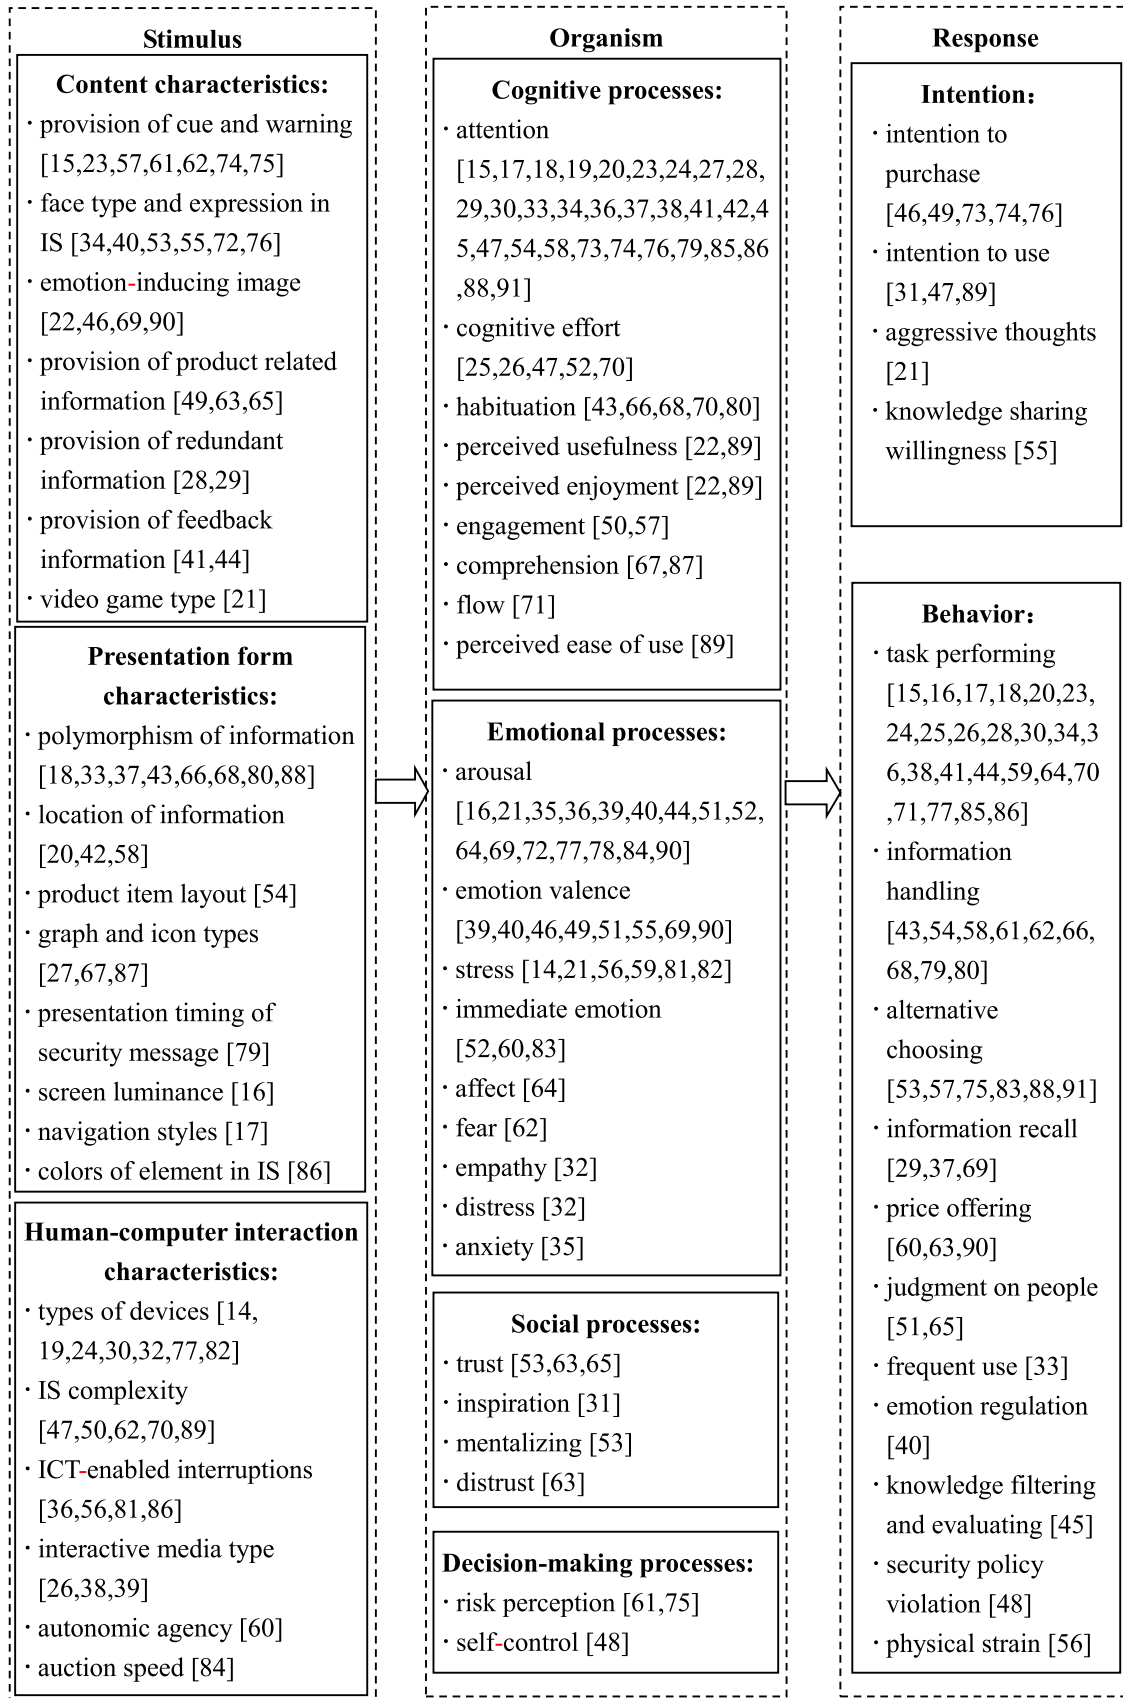 Stimulus
Content characteristics:
· provision of cue and warning
[15,23,57,61,62,74,75]
· face type and expression in
IS [34,40,53,55,72,76]
· emotion-inducing image
[22,46,69,90]
· provision of product related
information [49,63,65]
· provision of redundant
information [28,29]
· provision of feedback
information [41,44]
· video game type [21]
Presentation form
characteristics:
· polymorphism of information
[18,33,37,43,66,68,80,88]
· location of information
[20,42,58]
· product item layout [54]
· graph and icon types
[27,67,87]
· presentation timing of
security message [79]
· screen luminance [16]
· navigation styles [17]
· colors of element in IS [86]
Human-computer interaction
characteristics:
· types of devices [14,
19,24,30,32,77,82]
· IS complexity
[47,50,62,70,89]
· ICT-enabled interruptions
[36,56,81,86]
· interactive media type
[26,38,39]
· autonomic agency [60]
· auction speed [84]
Organism
Cognitive processes:
· attention
[15,17,18,19,20,23,24,27,28,
29,30,33,34,36,37,38,41,42,4
5,47,54,58,73,74,76,79,85,86
,88,91]
· cognitive effort
[25,26,47,52,70]
· habituation [43,66,68,70,80]
· perceived usefulness [22,89]
· perceived enjoyment [22,89]
· engagement [50,57]
· comprehension [67,87]
· flow [71]
· perceived ease of use [89]
Emotional processes:
· arousal
[16,21,35,36,39,40,44,51,52,
64,69,72,77,78,84,90]
· emotion valence
[39,40,46,49,51,55,69,90]
· stress [14,21,56,59,81,82]
· immediate emotion
[52,60,83]
· affect [64]
· fear [62]
· empathy [32]
· distress [32]
· anxiety [35]
Social processes:
· trust [53,63,65]
· inspiration [31]
· mentalizing [53]
· distrust [63]
Decision-making processes:
· risk perception [61,75]
· self-control [48]
Response
Intention：
· intention to
purchase
[46,49,73,74,76]
· intention to use
[31,47,89]
· aggressive thoughts
[21]
· knowledge sharing
willingness [55]
Behavior：
· task performing
[15,16,17,18,20,23,
24,25,26,28,30,34,3
6,38,41,44,59,64,70
,71,77,85,86]
· information
handling
[43,54,58,61,62,66,
68,79,80]
· alternative
choosing
[53,57,75,83,88,91]
· information recall
[29,37,69]
· price offering
[60,63,90]
· judgment on people
[51,65]
· frequent use [33]
· emotion regulation
[40]
· knowledge filtering
and evaluating [45]
· security policy
violation [48]
· physical strain [56]